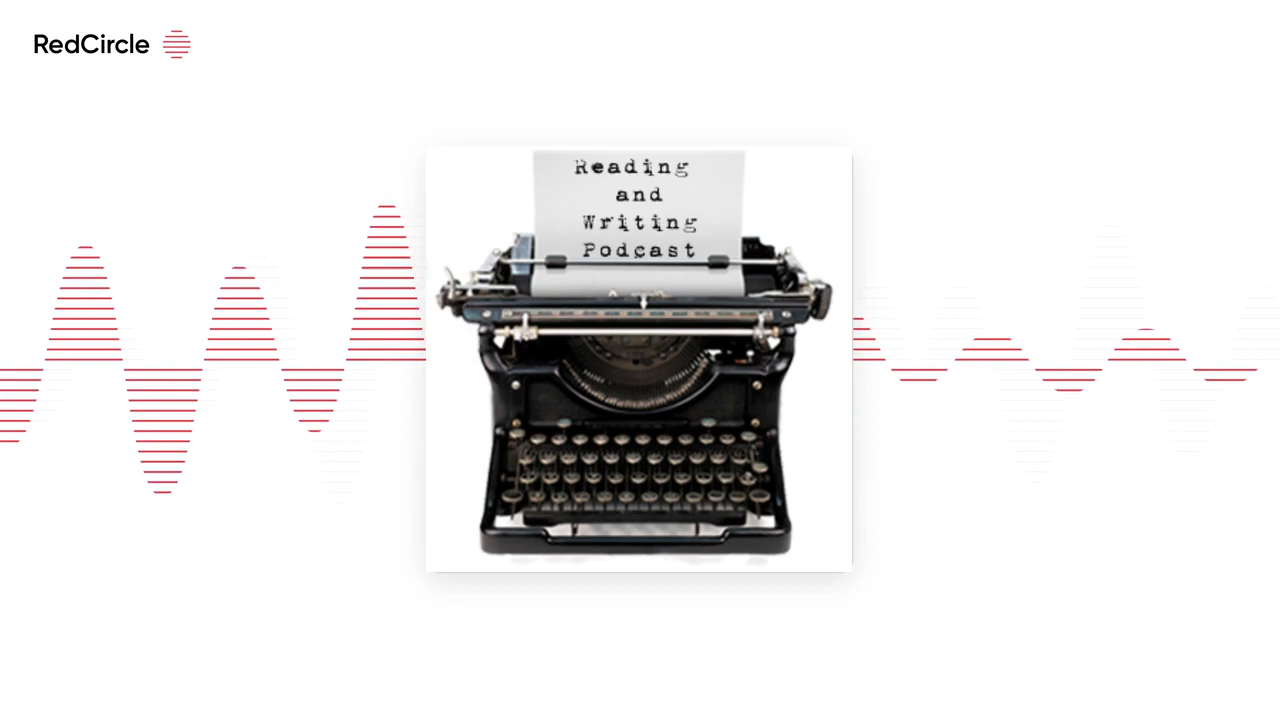 RedCircle
Reading
and
Writing
Podcast